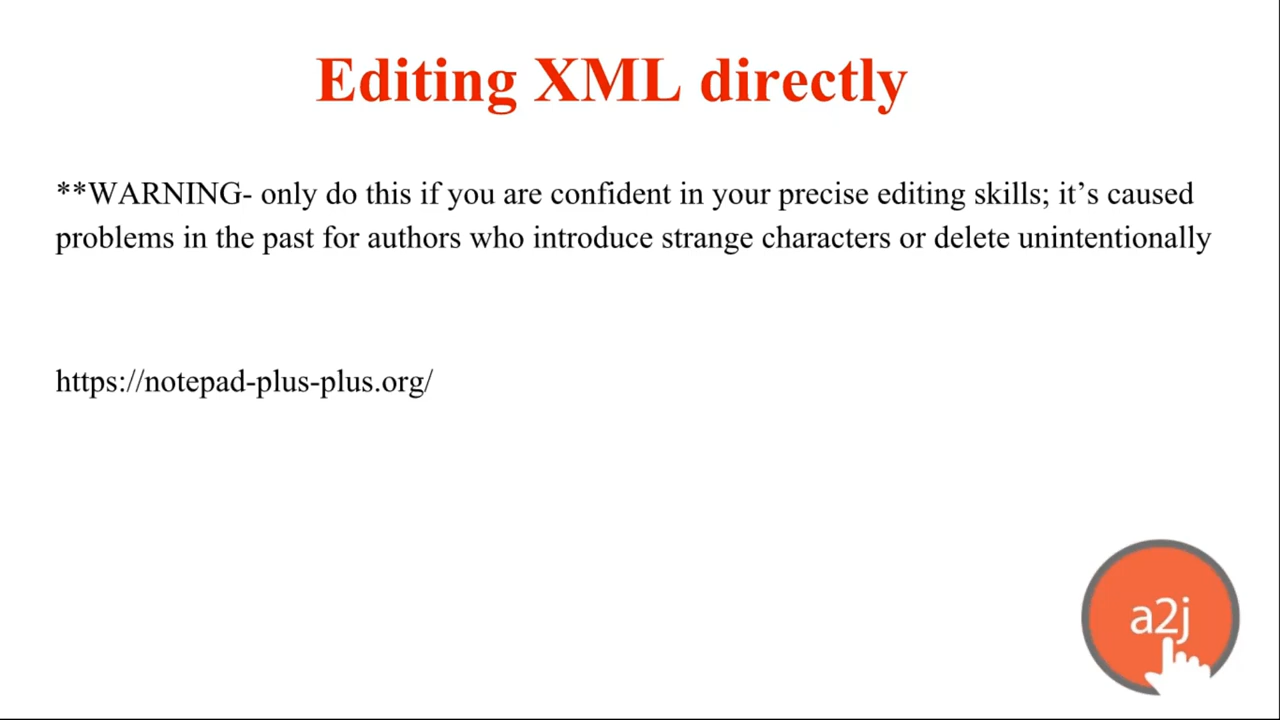 Editing XML directly
**WARNING- only do this if you are confident in your precise editing skills; it’s caused
problems in the past for authors who introduce strange characters or delete unintentionally
https://notepad-plus-plus.org/
a2j